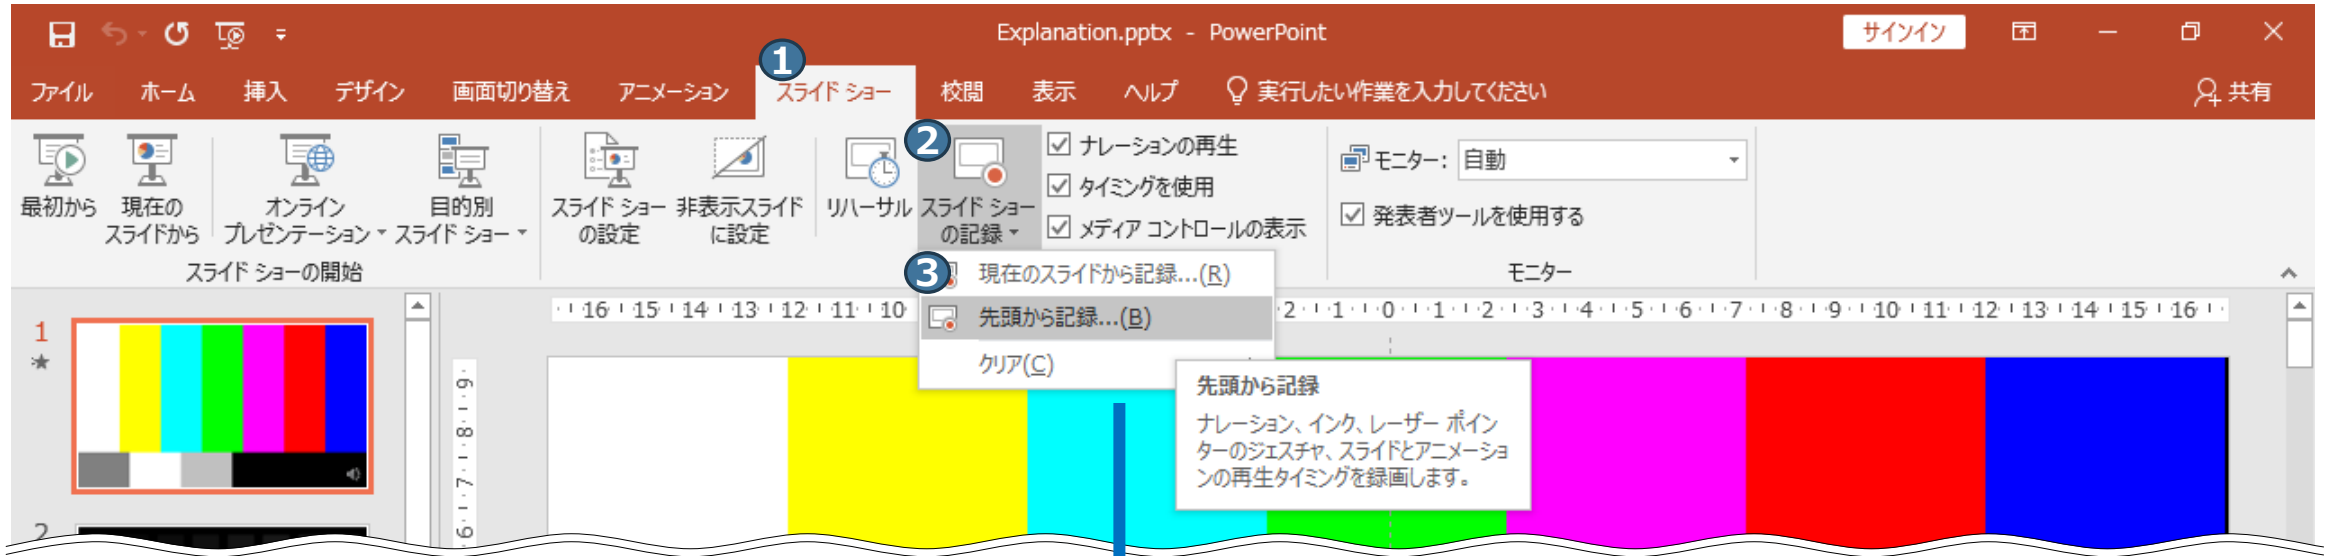 Explanation.pptx - PowerPoint
サインイン
1
ファイル ホーム 挿入 デザイン 画面切り替え アニメーション スライド ショー 校閲 表示 ヘルプ 実行したい作業を入力してください 共有
2
最初から
現在の
スライドから
オンライン
プレゼンテーション
目的別
スライド ショー
スライド ショーの開始
スライド ショー
の設定
非表示スライド
に設定
リハーサル
スライド ショー
の記録
ナレーションの再生
タイミングを使用
メディア コントロールの表示
モニター: 自動
発表者ツールを使用する
モニター
3
現在のスライドから記録...(R)
先頭から記録...(B)
クリア(C)
先頭から記録
ナレーション、インク、レーザー ポイン
ターのジェスチャ、スライドとアニメーショ
ンの再生タイミングを録画します。
16 15 14 13 12 11 10 2 1 0 1 2 3 4 5 6 7 8 9 10 11 12 13 14 15 16
9
8
7
6
1
2